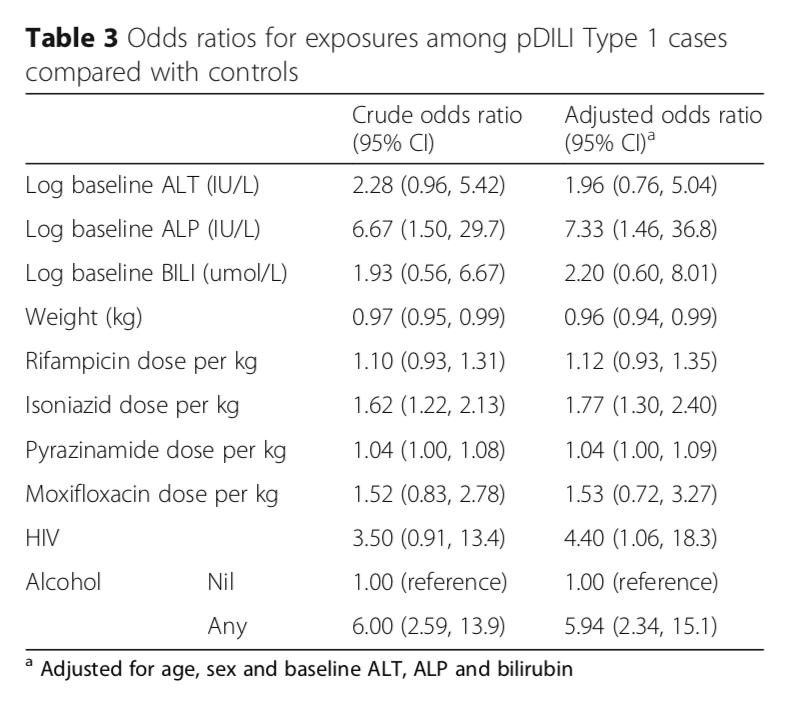 Table 3 Odds ratios for exposures among pDILI Type 1 cases
compared with controls
Crude odds ratio Adjusted odds ratio
(95% CI) (95% CI)a
Log baseline ALT (IU/L) 2.28 (0.96, 5.42) 1.96 (0.76, 5.04)
Log baseline ALP (IU/L) 6.67 (1.50, 29.7) 7.33 (1.46, 36.8)
Log baseline BILI (umol/L) 1.93 (0.56, 6.67) 2.20 (0.60, 8.01)
Weight (kg) 0.97 (0.95, 0.99) 0.96 (0.94, 0.99)
Rifampicin dose per kg 1.10 (0.93, 1.31) 1.12 (0.93, 1.35)
Isoniazid dose per kg 1.62 (1.22, 2.13) 1.77 (1.30, 2.40)
Pyrazinamide dose per kg 1.04 (1.00, 1.08) 1.04 (1.00, 1.09)
Moxifloxacin dose per kg 1.52 (0.83, 2.78) 1.53 (0.72, 3.27)
HIV 3.50 (0.91, 13.4) 4.40 (1.06, 18.3)
Alcohol Nil 1.00 (reference) 1.00 (reference)
Any 6.00 (2.59, 13.9) 5.94 (2.34, 15.1)
a Adjusted for age, sex and baseline ALT, ALP and bilirubin